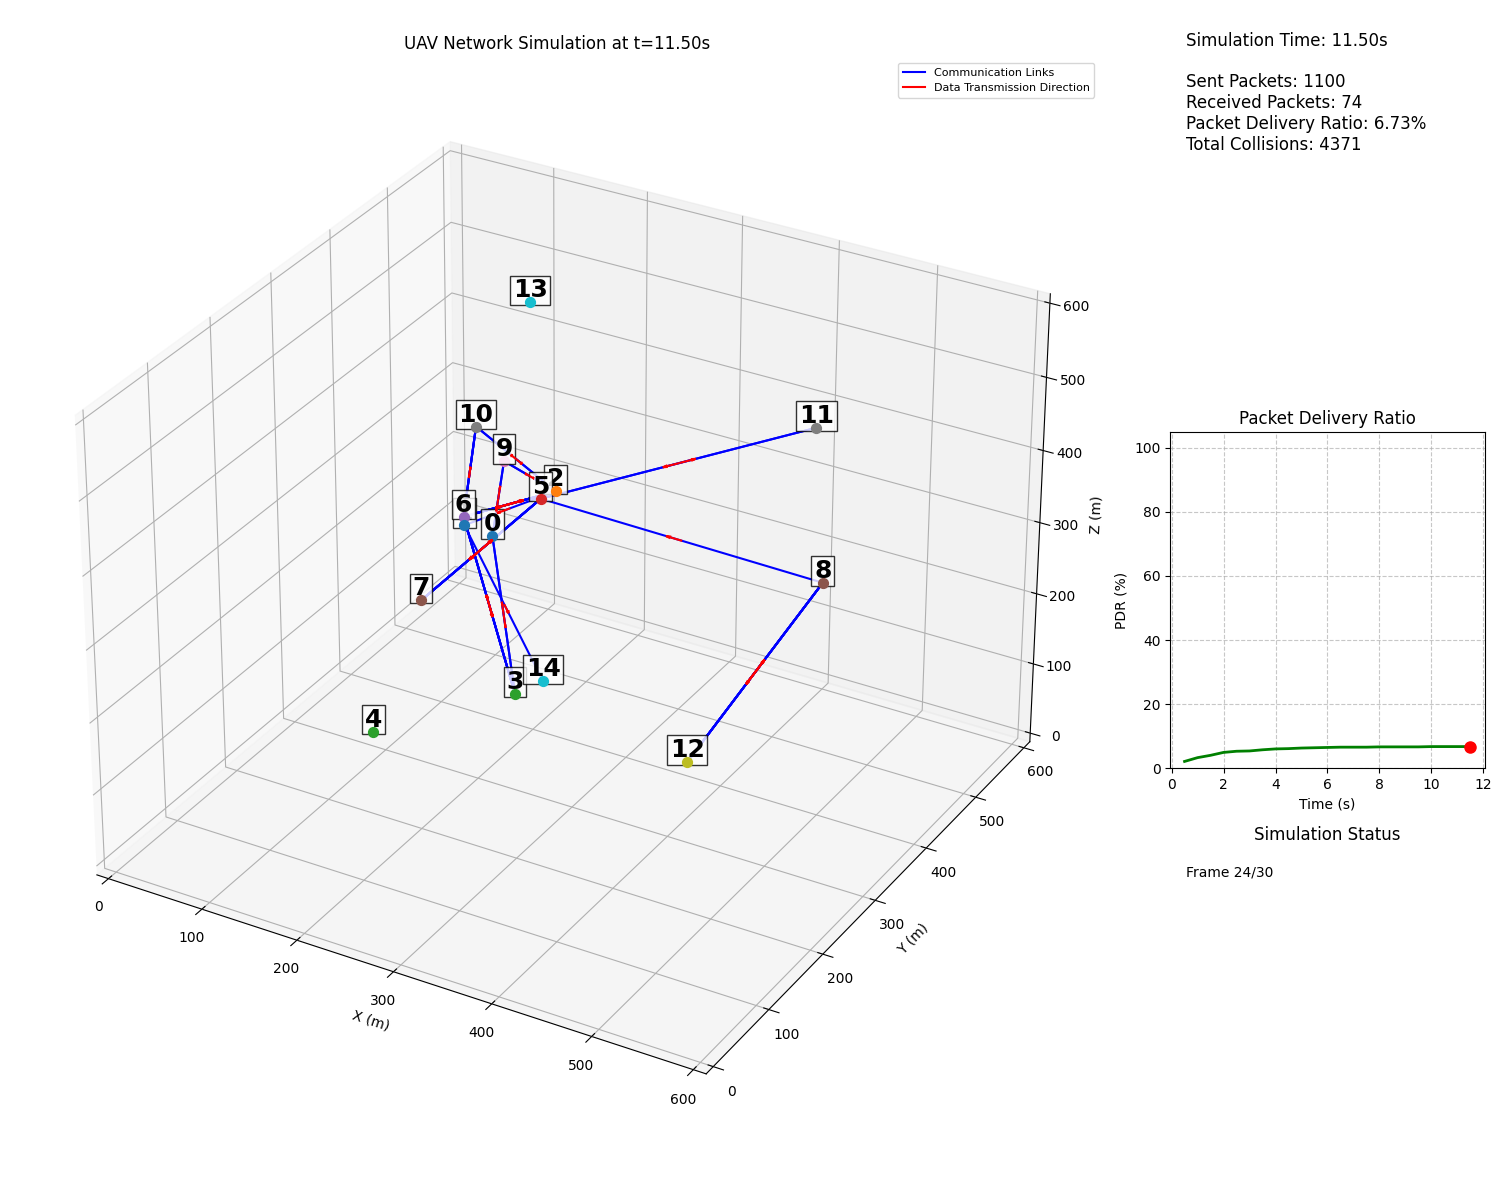 UAV Network Simulation at t=11.50s
Communication Links
Data Transmission Direction
Simulation Time: 11.50s
Sent Packets: 1100
Received Packets: 74
Packet Delivery Ratio: 6.73%
Total Collisions: 4371
13
10
11
9
2
5
6
0
8
7
14
3
4
12
600
500
400
300
200
100
0
Z (m)
600
500
400
300
200
100
0
Y (m)
0
100
200
300
400
500
600
X (m)
Packet Delivery Ratio
100
80
60
40
20
0
PDR (%)
0 2 4 6 8 10 12
Time (s)
Simulation Status
Frame 24/30